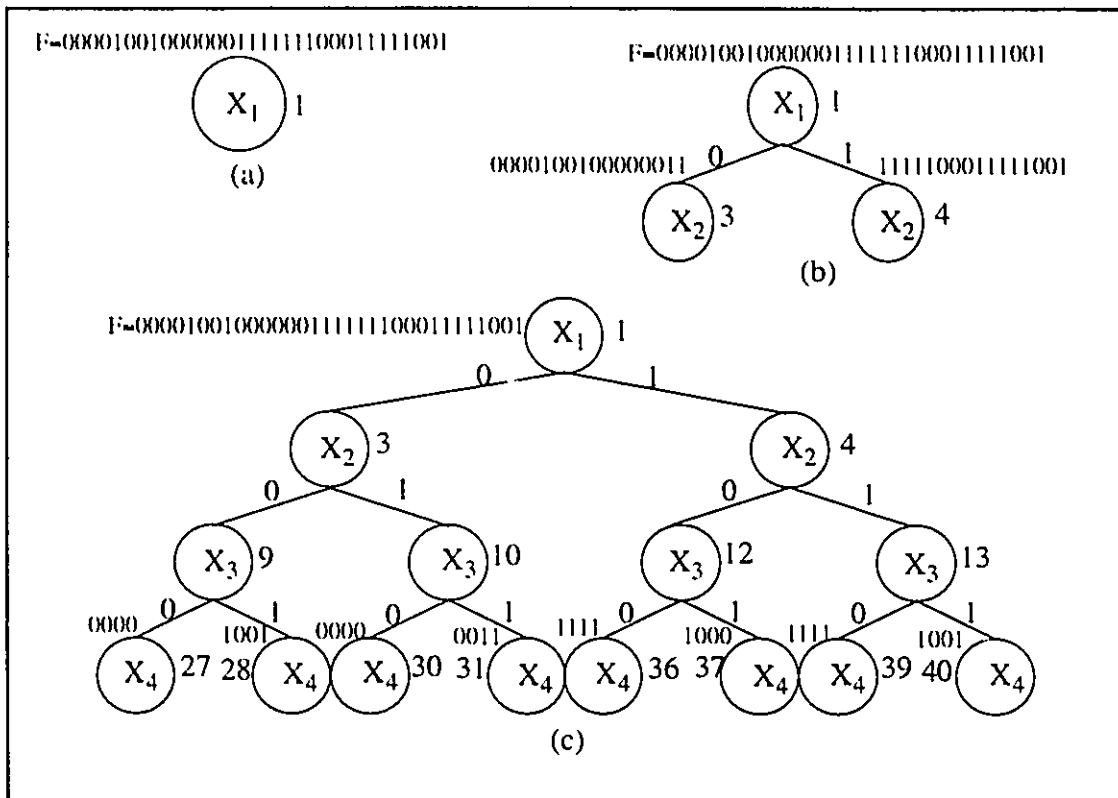 F=00001001000000111111100011111001
X1 1
(a)
F=00001001000000111111100011111001
X1 1
0000100100000011 0 1 1111100011111001
X2 3 X2 4
(b)
F=00001001000000111111100011111001 X1 1
0 1
X2 3 X2 4
0 1 0 1
X3 9 X3 10 X3 12 X3 13
0000 0 1 1001 0000 0 1 0011 1111 0 1 1000 1111 0 1 1001
X4 27 28 X4 X4 30 31 X4 X4 36 37 X4 X4 39 40 X4
(c)